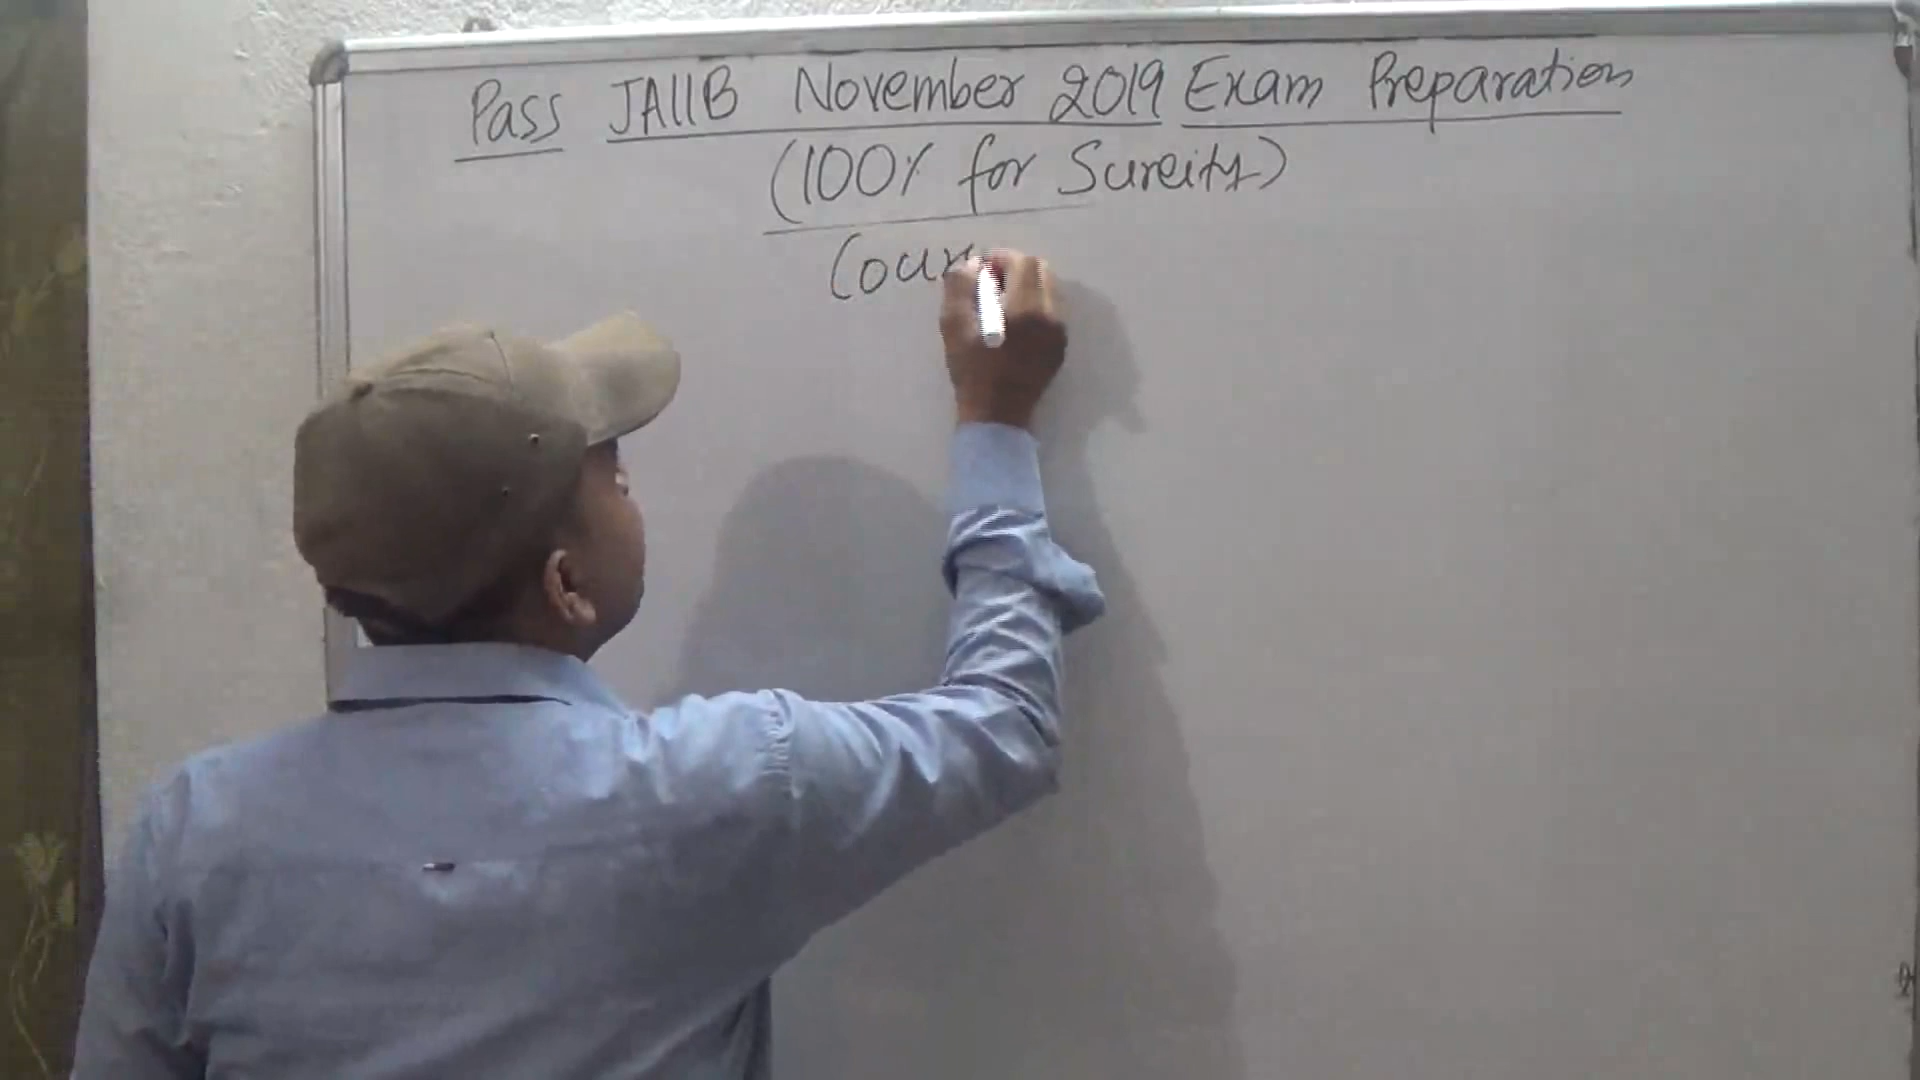 Pass JAIIB November 2019 Exam Preparation
(100% for Sureity)
Cour